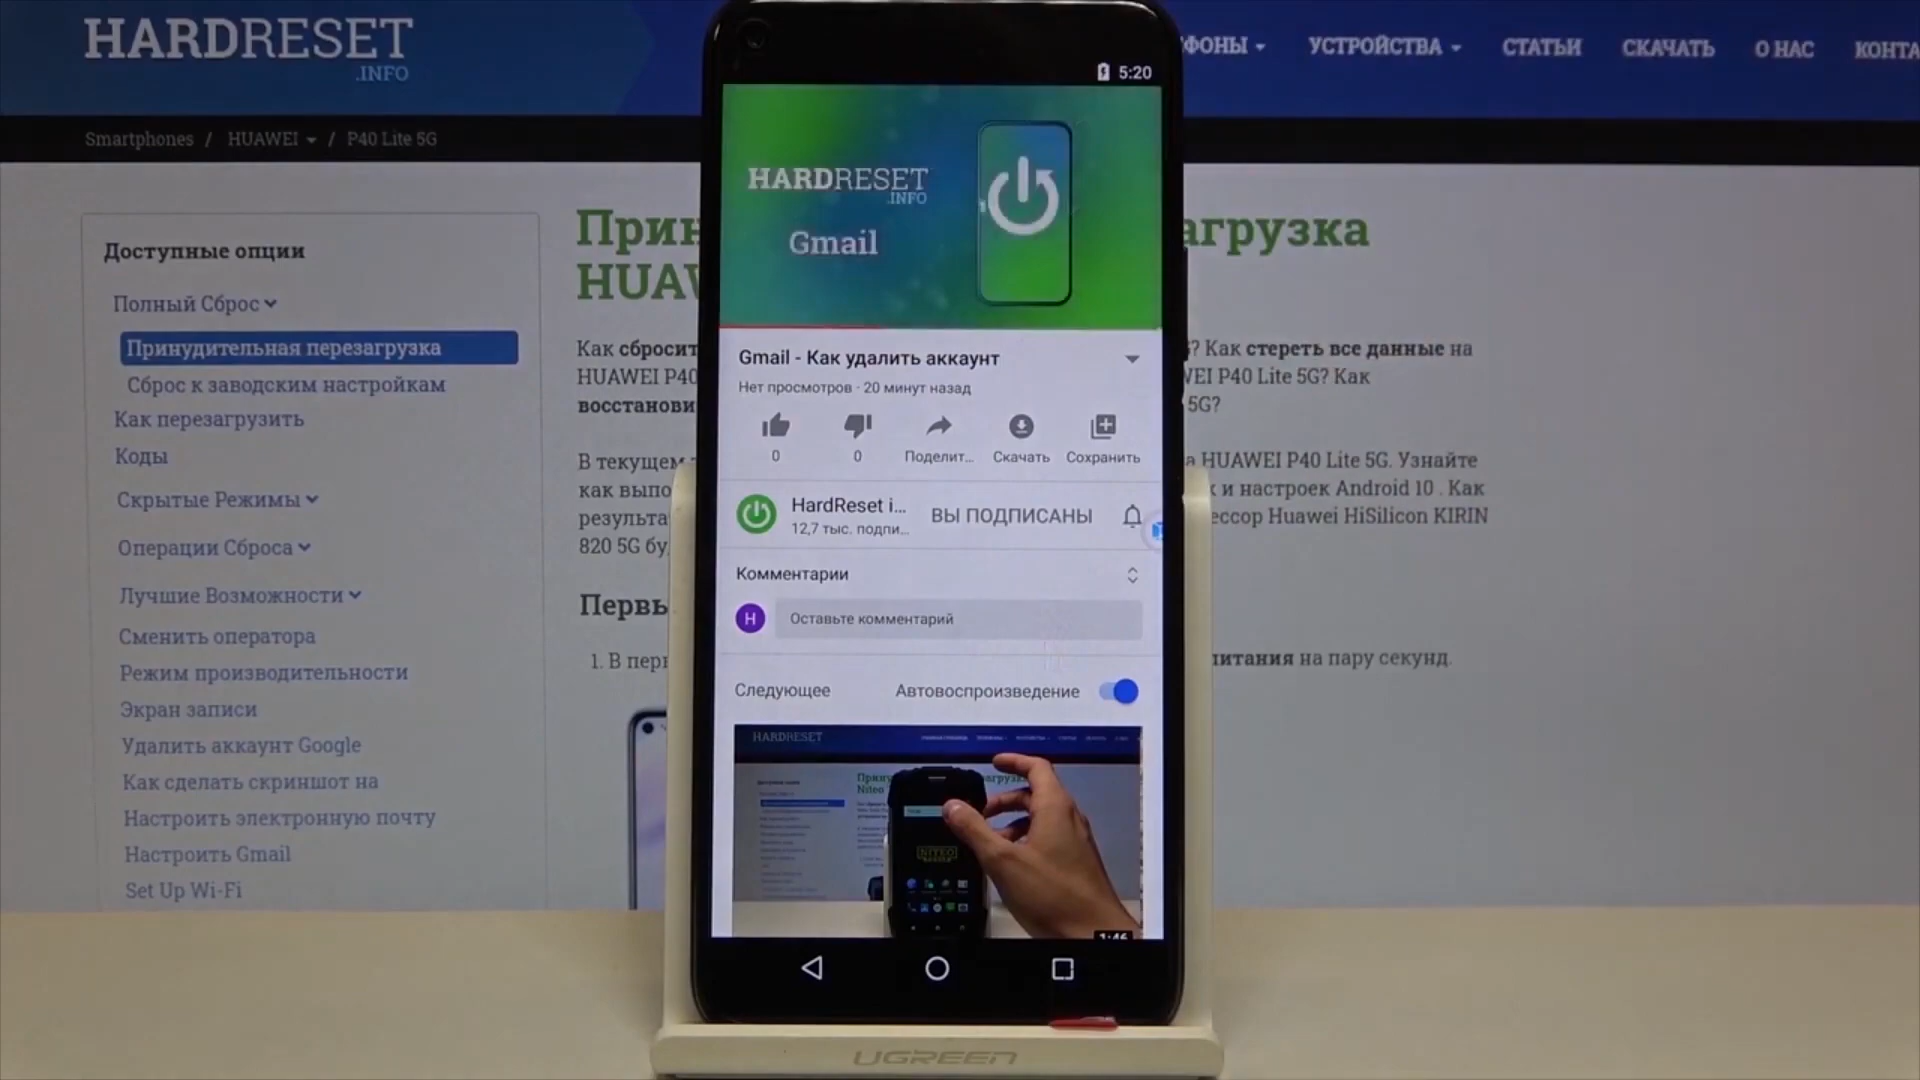 HARDRESET
.INFO
УСТРОЙСТВА
СТАТЬИ
СКАЧАТЬ
О НАС
Smartphones / HUAWEI / P40 Lite 5G
Доступные опции
Полный Сброс
Принудительная перезагрузка
Сброс к заводским настройкам
Как перезагрузить
Коды
Скрытые Режимы
Операции Сброса
Лучшие Возможности
Сменить оператора
Режим производительности
Экран записи
Удалить аккаунт Google
Как сделать скриншот на
Настроить электронную почту
Настроить Gmail
Set Up Wi-Fi
5:20
HARDRESET
.INFO
Gmail
Gmail - Как удалить аккаунт
Нет просмотров · 20 минут назад
0
0
Поделит...
Скачать
Сохранить
HardReset i...
12,7 тыс. подпи...
ВЫ ПОДПИСАНЫ
Комментарии
H
Оставьте комментарий
Следующее
Автовоспроизведение
HARDRESET
NITEO
1:46
Как сбросит
? Как стереть все данные на
HUAWEI P40
EI P40 Lite 5G? Как
восстанови
5G?
В текущем
HUAWEI P40 Lite 5G. Узнайте
как выпо
и настроек Android 10 . Как
результа
ессор Huawei HiSilicon KIRIN
820 5G бу
Первы
1. В пери
питания на пару секунд.
UGREEN